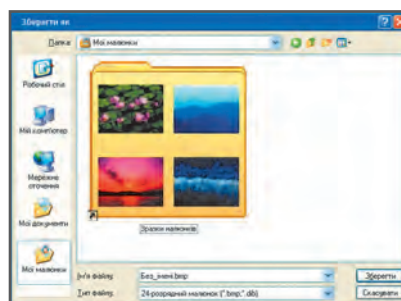 Зберегти як
Папка:
Мої малюнки
Робочий стіл
Мій комп'ютер
Мережне
оточення
Мої документи
Мої малюнки
Зразки малюнків
Ім'я файлу:
Без_імені.bmp
Зберегти
Тип файлу:
24-розрядний малюнок (*.bmp;*.dib)
Скасувати